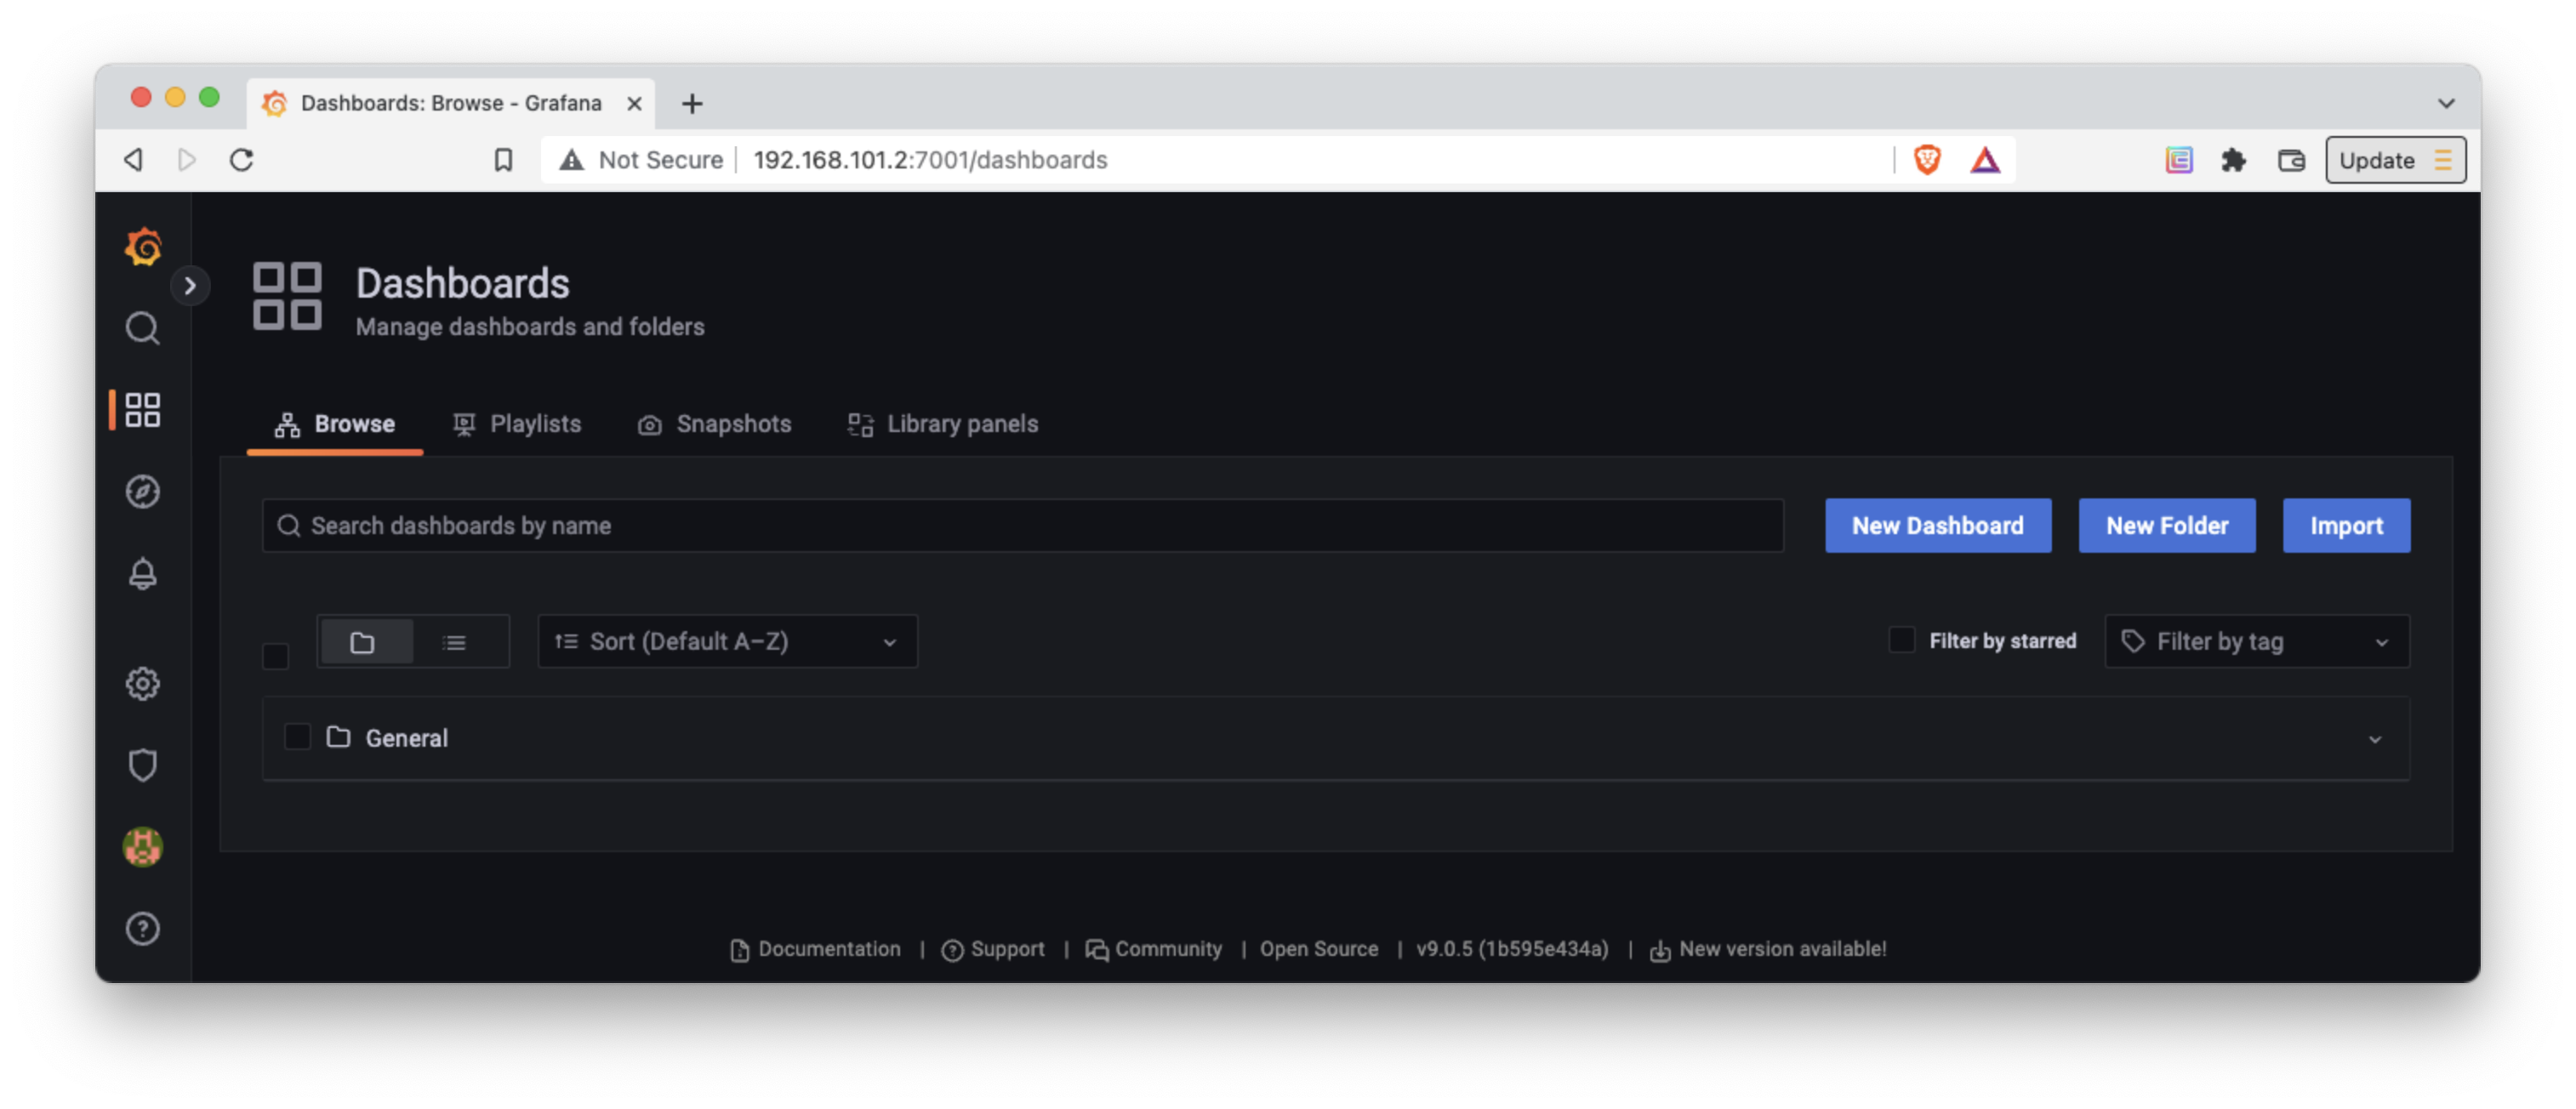 Dashboards: Browse - Grafana
Not Secure 192.168.101.2:7001/dashboards
Update
Dashboards
Manage dashboards and folders
Browse Playlists Snapshots Library panels
Search dashboards by name New Dashboard New Folder Import
Sort (Default A–Z) Filter by starred Filter by tag
General
Documentation | Support | Community | Open Source | v9.0.5 (1b595e434a) | New version available!